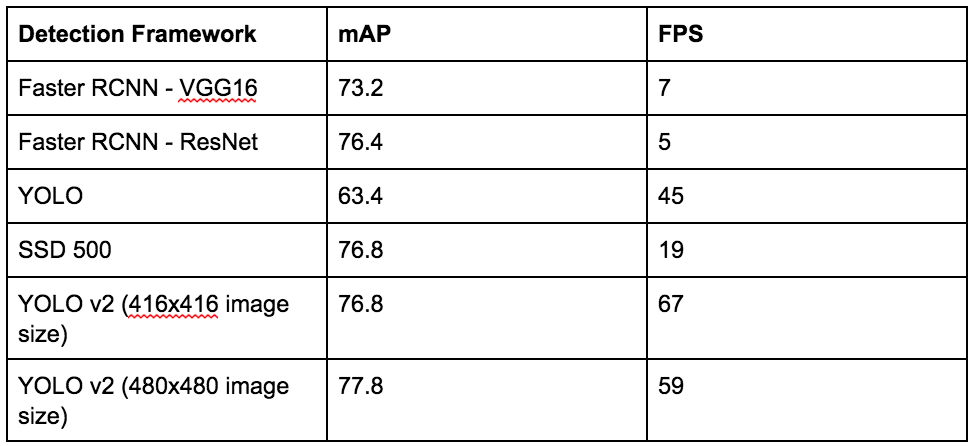 Detection Framework mAP FPS
Faster RCNN - VGG16 73.2 7
Faster RCNN - ResNet 76.4 5
YOLO 63.4 45
SSD 500 76.8 19
YOLO v2 (416x416 image 76.8 67
size)
YOLO v2 (480x480 image 77.8 59
size)